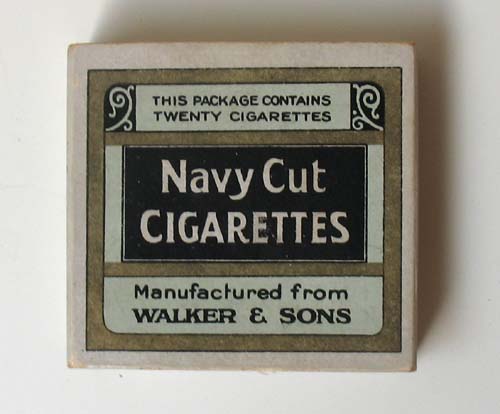 THIS PACKAGE CONTAINS
TWENTY CIGARETTES
Navy Cut
CIGARETTES
Manufactured from
WALKER & SONS